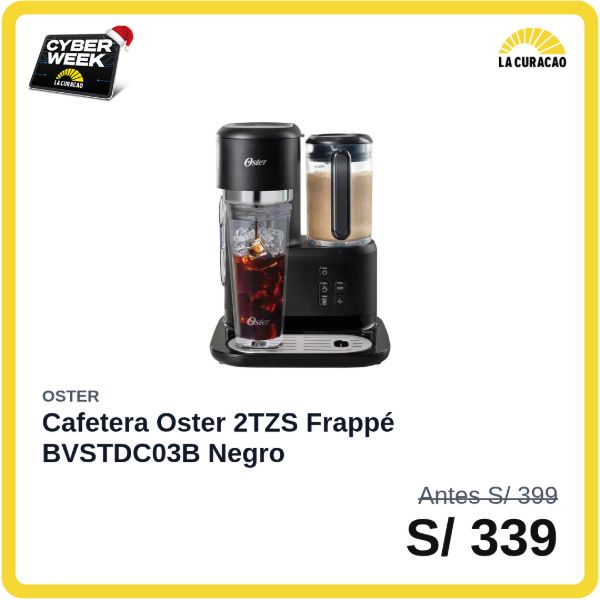 CYBER
WEEK
LA CURACAO
LA CURACAO
Oster
Oster
OSTER
Cafetera Oster 2TZS Frappé
BVSTDC03B Negro
Antes S/ 399
S/ 339